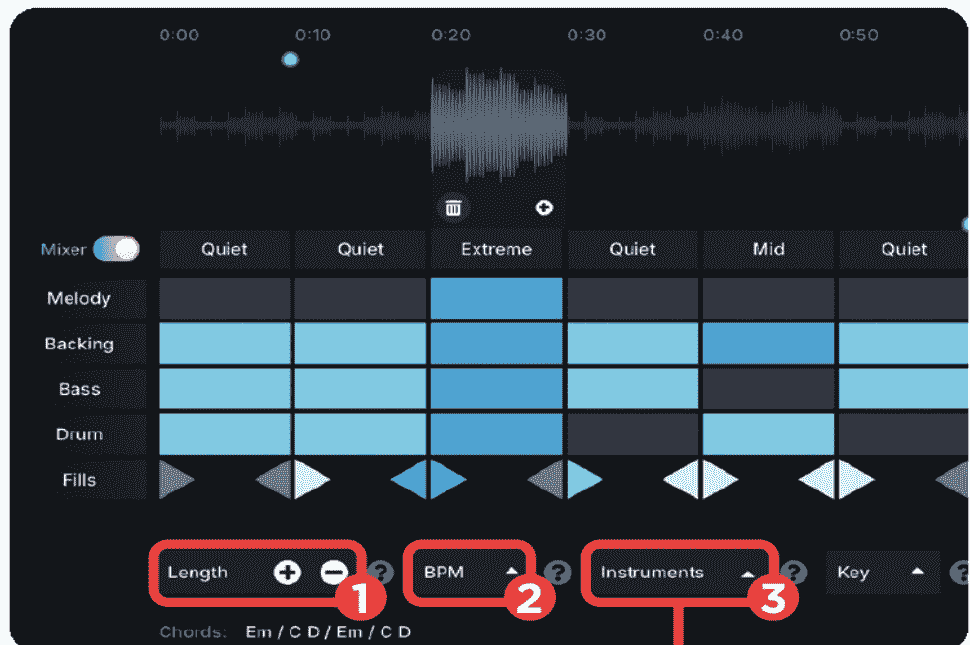 0:00 0:10 0:20 0:30 0:40 0:50
Mixer Quiet Quiet Extreme Quiet Mid Quiet
Melody
Backing
Bass
Drum
Fills
Length ? BPM ? Instruments ? Key ?
1 2 3
Chords: Em / C D / Em / C D